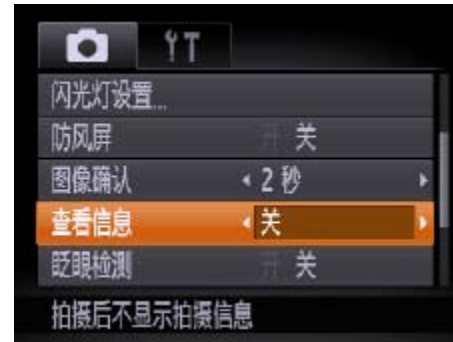 闪光灯设置...
防风屏 开 关
图像确认 2 秒
查看信息 关
眨眼检测 开 关
拍摄后不显示拍摄信息